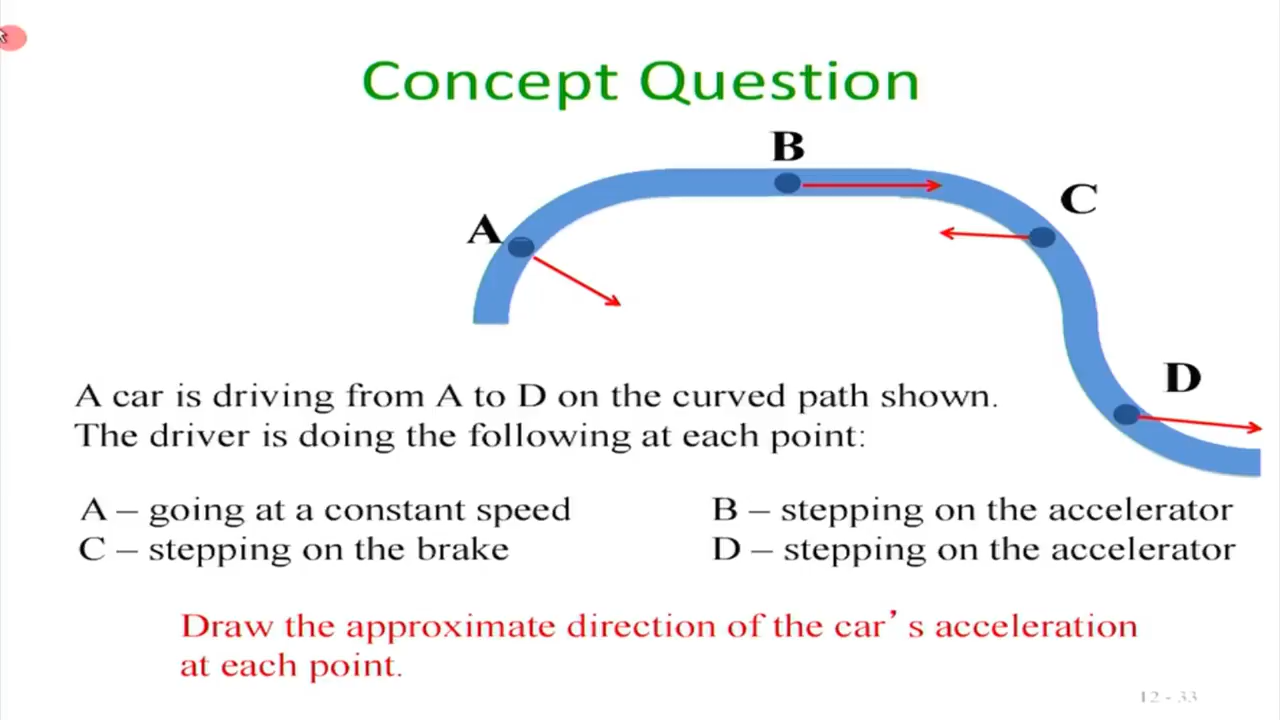 Concept Question
B
C
A
D
A car is driving from A to D on the curved path shown.
The driver is doing the following at each point:
A – going at a constant speed
B – stepping on the accelerator
C – stepping on the brake
D – stepping on the accelerator
Draw the approximate direction of the car’s acceleration
at each point.
12 - 33